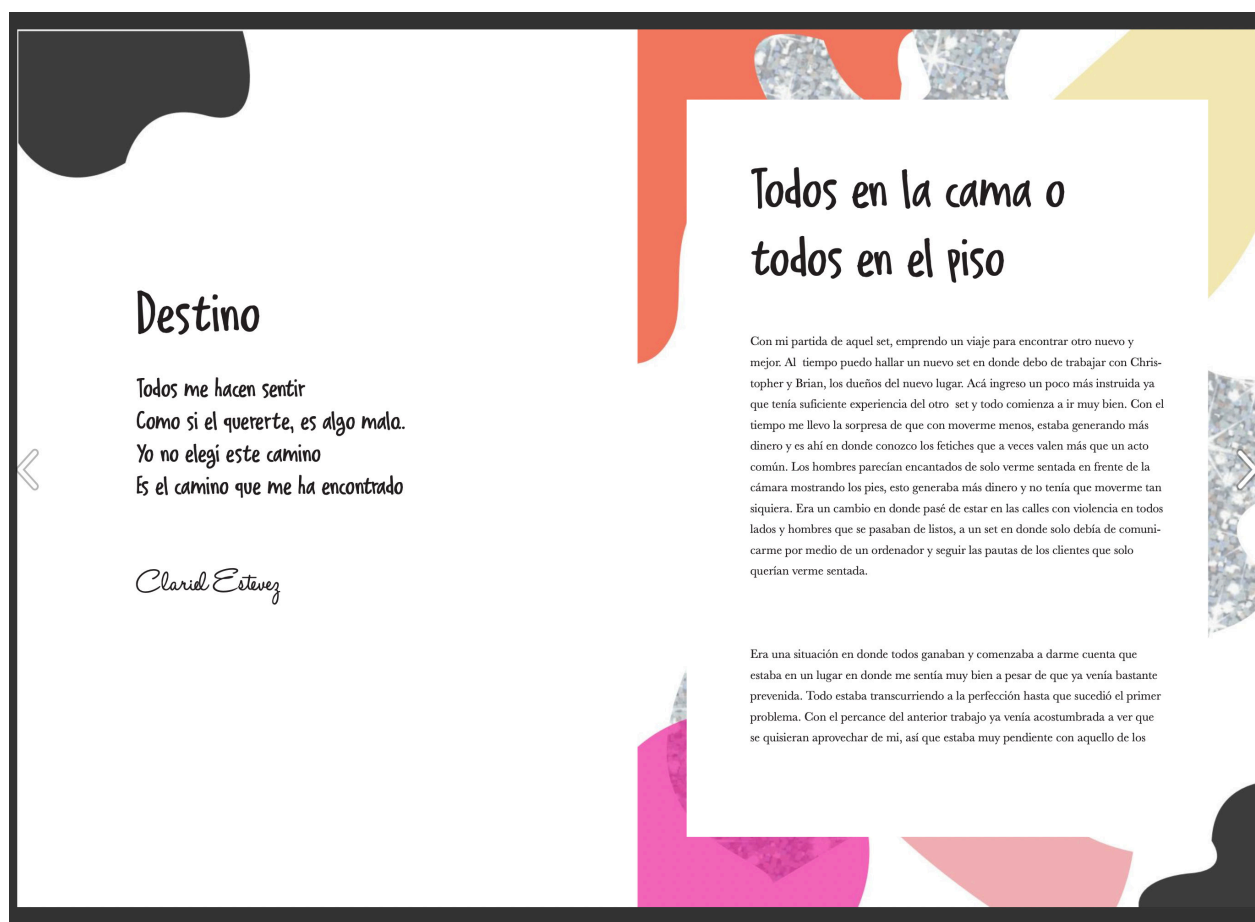 Destino
Todos me hacen sentir
Como si el quererte, es algo malo.
Yo no elegí este camino
Es el camino que me ha encontrado
Clariel Estevez
Todos en la cama o
todos en el piso
Con mi partida de aquel set, emprendo un viaje para encontrar otro nuevo y
mejor. Al  tiempo puedo hallar un nuevo set en donde debo de trabajar con Chris-
topher y Brian, los dueños del nuevo lugar. Acá ingreso un poco más instruida ya
que tenía suficiente experiencia del otro  set y todo comienza a ir muy bien. Con el
tiempo me llevo la sorpresa de que con moverme menos, estaba generando más
dinero y es ahí en donde conozco los fetiches que a veces valen más que un acto
común. Los hombres parecían encantados de solo verme sentada en frente de la
cámara mostrando los pies, esto generaba más dinero y no tenía que moverme tan
siquiera. Era un cambio en donde pasé de estar en las calles con violencia en todos
lados y hombres que se pasaban de listos, a un set en donde solo debía de comuni-
carme por medio de un ordenador y seguir las pautas de los clientes que solo
querían verme sentada.
Era una situación en donde todos ganaban y comenzaba a darme cuenta que
estaba en un lugar en donde me sentía muy bien a pesar de que ya venía bastante
prevenida. Todo estaba transcurriendo a la perfección hasta que sucedió el primer
problema. Con el percance del anterior trabajo ya venía acostumbrada a ver que
se quisieran aprovechar de mi, así que estaba muy pendiente con aquello de los